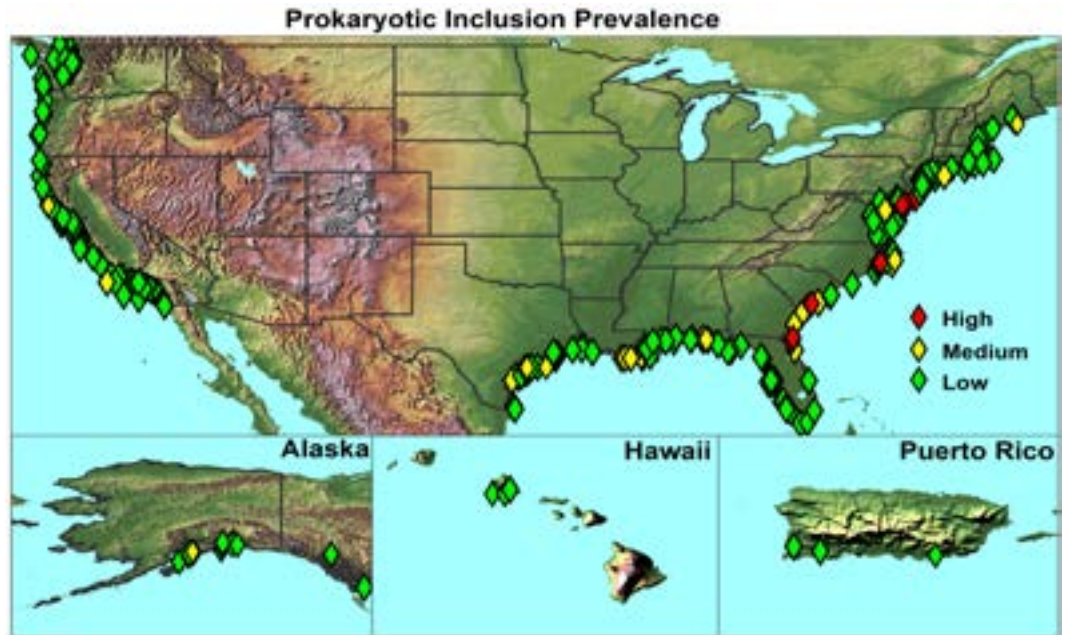 Prokaryotic Inclusion Prevalence
High
Medium
Low
Alaska
Hawaii
Puerto Rico